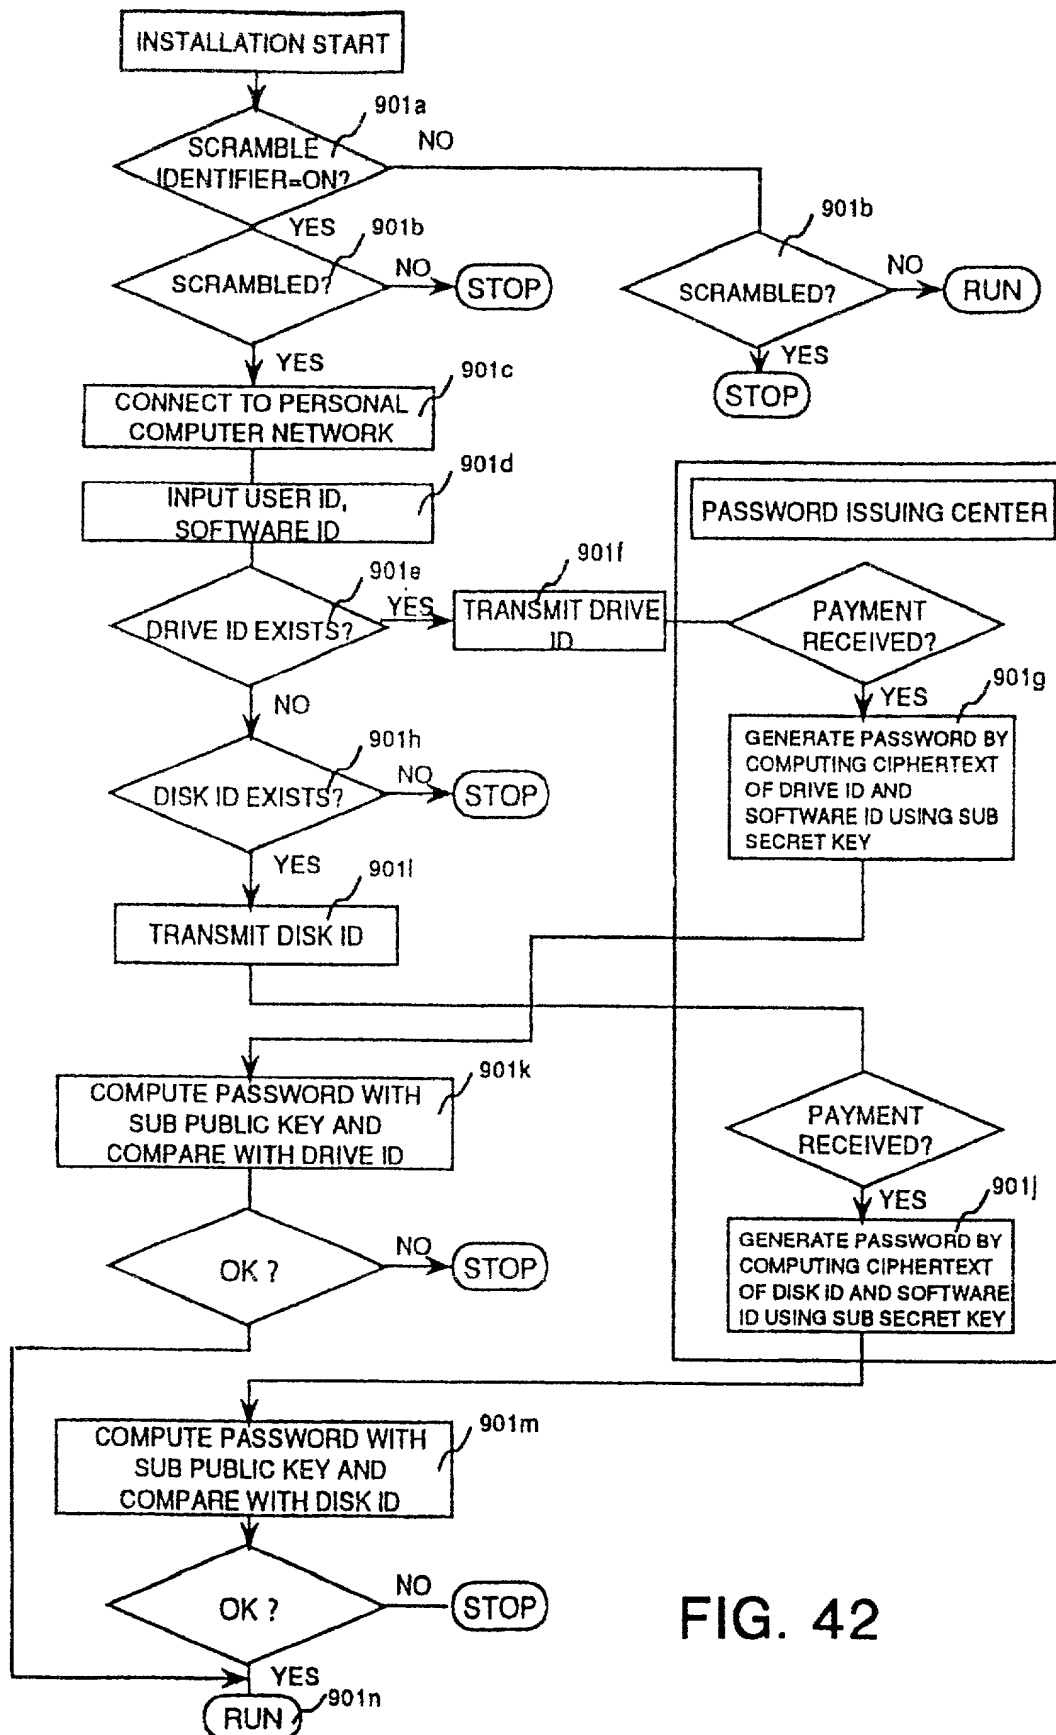 INSTALLATION START
901a
SCRAMBLE
IDENTIFIER=ON?
NO
YES
901b
SCRAMBLED?
NO
STOP
901b
SCRAMBLED?
NO
RUN
YES
STOP
YES
901c
CONNECT TO PERSONAL
COMPUTER NETWORK
901d
INPUT USER ID,
SOFTWARE ID
PASSWORD ISSUING CENTER
901e
DRIVE ID EXISTS?
YES
901f
TRANSMIT DRIVE
ID
PAYMENT
RECEIVED?
YES
901g
GENERATE PASSWORD BY
COMPUTING CIPHERTEXT
OF DRIVE ID AND
SOFTWARE ID USING SUB
SECRET KEY
NO
901h
DISK ID EXISTS?
NO
STOP
YES
901i
TRANSMIT DISK ID
901k
COMPUTE PASSWORD WITH
SUB PUBLIC KEY AND
COMPARE WITH DRIVE ID
PAYMENT
RECEIVED?
YES
901j
GENERATE PASSWORD BY
COMPUTING CIPHERTEXT
OF DISK ID AND SOFTWARE
ID USING SUB SECRET KEY
OK ?
NO
STOP
901m
COMPUTE PASSWORD WITH
SUB PUBLIC KEY AND
COMPARE WITH DISK ID
OK ?
NO
STOP
YES
901n
RUN
FIG. 42